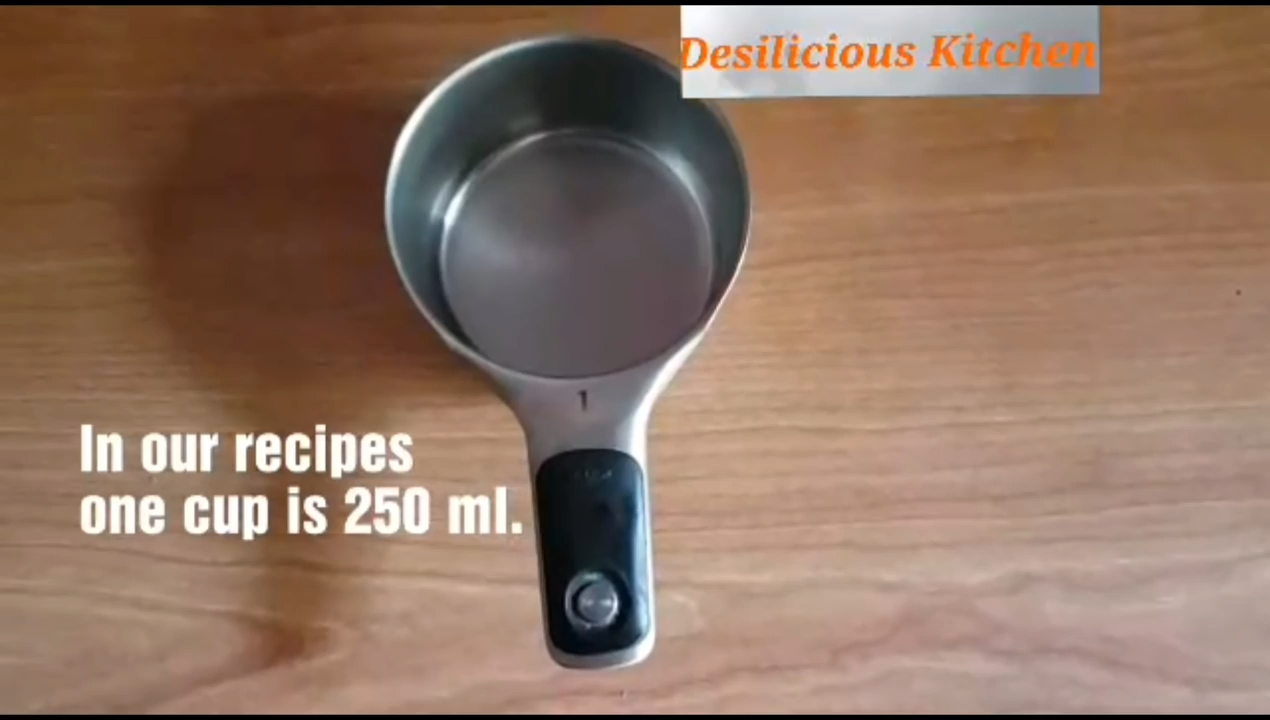 Desilicious Kitchen
1
In our recipes
one cup is 250 ml.